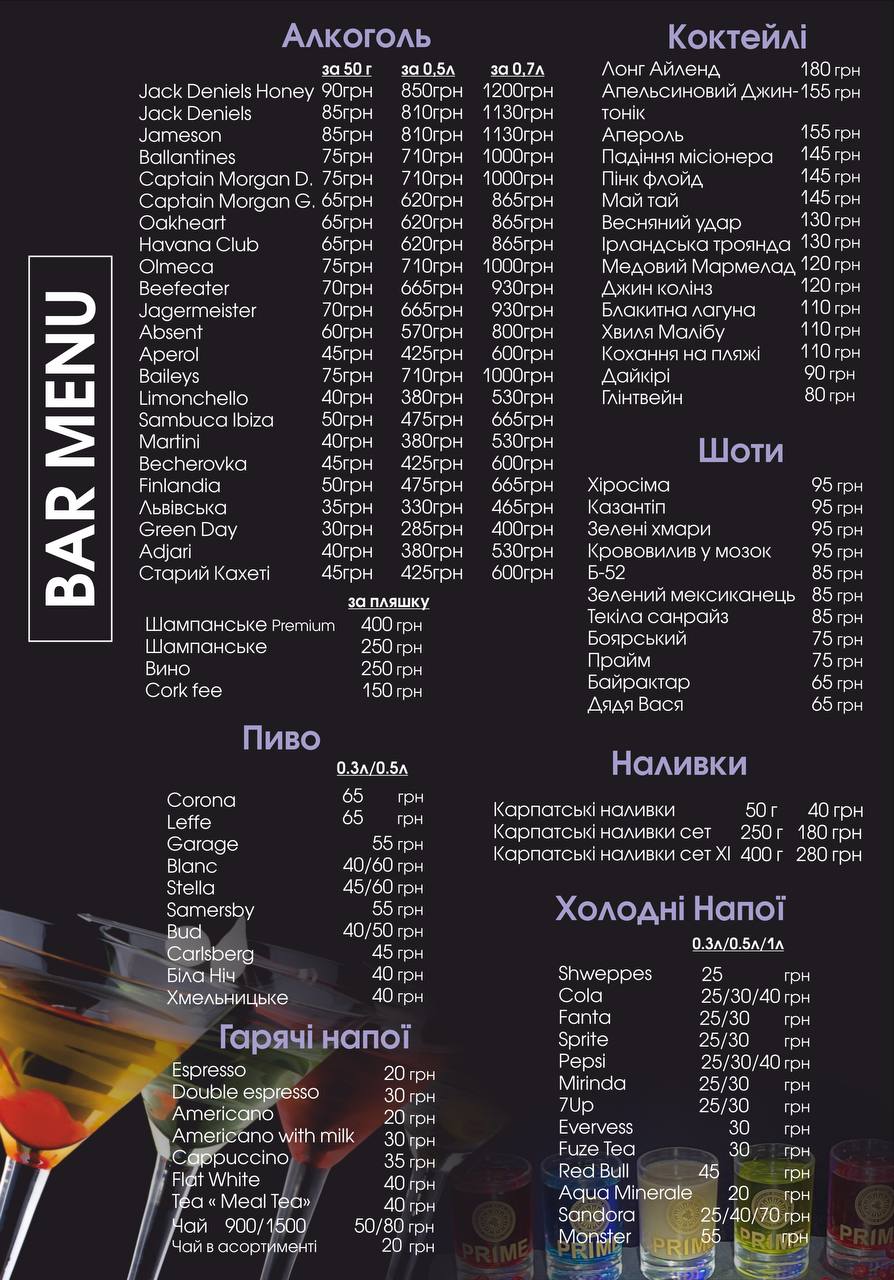 BAR MENU
Алкоголь
за 50 г за 0,5л за 0,7л
Jack Deniels Honey 90грн 850грн 1200грн
Jack Deniels 85грн 810грн 1130грн
Jameson 85грн 810грн 1130грн
Ballantines 75грн 710грн 1000грн
Captain Morgan D. 75грн 710грн 1000грн
Captain Morgan G. 65грн 620грн 865грн
Oakheart 65грн 620грн 865грн
Havana Club 65грн 620грн 865грн
Olmeca 75грн 710грн 1000грн
Beefeater 70грн 665грн 930грн
Jagermeister 70грн 665грн 930грн
Absent 60грн 570грн 800грн
Aperol 45грн 425грн 600грн
Baileys 75грн 710грн 1000грн
Limonchello 40грн 380грн 530грн
Sambuca Ibiza 50грн 475грн 665грн
Martini 40грн 380грн 530грн
Becherovka 45грн 425грн 600грн
Finlandia 50грн 475грн 665грн
Львівська 35грн 330грн 465грн
Green Day 30грн 285грн 400грн
Adjari 40грн 380грн 530грн
Старий Кахеті 45грн 425грн 600грн
за пляшку
Шампанське Premium 400 грн
Шампанське 250 грн
Вино 250 грн
Cork fee 150 грн
Пиво
0.3л/0.5л
Corona 65 грн
Leffe 65 грн
Garage 55 грн
Blanc 40/60 грн
Stella 45/60 грн
Samersby 55 грн
Bud 40/50 грн
Carlsberg 45 грн
Біла Ніч 40 грн
Хмельницьке 40 грн
Гарячі напої
Espresso 20 грн
Double espresso 30 грн
Americano 20 грн
Americano with milk 30 грн
Cappuccino 35 грн
Flat White 40 грн
Tea « Meal Tea» 40 грн
Чай 900/1500 50/80 грн
Чай в асортименті 20 грн
Коктейлі
Лонг Айленд 180 грн
Апельсиновий Джин- 155 грн
тонік
Апероль 155 грн
Падіння місіонера 145 грн
Пінк флойд 145 грн
Май тай 145 грн
Весняний удар 130 грн
Ірландська троянда 130 грн
Медовий Мармелад 120 грн
Джин колінз 120 грн
Блакитна лагуна 110 грн
Хвиля Малібу 110 грн
Кохання на пляжі 110 грн
Дайкірі 90 грн
Глінтвейн 80 грн
Шоти
Хіросіма 95 грн
Казантіп 95 грн
Зелені хмари 95 грн
Крововилив у мозок 95 грн
Б-52 85 грн
Зелений мексиканець 85 грн
Текіла санрайз 85 грн
Боярський 75 грн
Прайм 75 грн
Байрактар 65 грн
Дядя Вася 65 грн
Наливки
Карпатські наливки 50 г 40 грн
Карпатські наливки сет 250 г 180 грн
Карпатські наливки сет Xl 400 г 280 грн
Холодні Напої
0.3л/0.5л/1л
Shweppes 25 грн
Cola 25/30/40 грн
Fanta 25/30 грн
Sprite 25/30 грн
Pepsi 25/30/40 грн
Mirinda 25/30 грн
7Up 25/30 грн
Evervess 30 грн
Fuze Tea 30 грн
Red Bull 45 грн
Aqua Minerale 20 грн
Sandora 25/40/70 грн
Monster 55 грн
PRIME PRIME PRIME PRIME PRIME